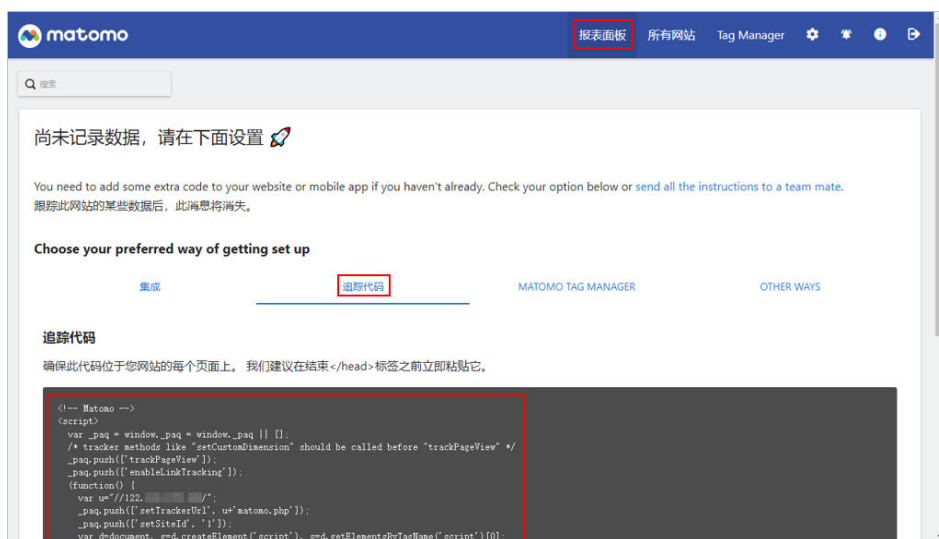 matomo
报表面板 所有网站 Tag Manager
搜索
尚未记录数据，请在下面设置 🚀
You need to add some extra code to your website or mobile app if you haven't already. Check your option below or send all the instructions to a team mate.
跟踪此网站的某些数据后，此消息将消失。
Choose your preferred way of getting set up
集成 追踪代码 MATOMO TAG MANAGER OTHER WAYS
追踪代码
确保此代码位于您网站的每个页面上。 我们建议在结束</head>标签之前立即粘贴它。
<!-- Matomo -->
<script>
var _paq = window._paq = window._paq || [];
/* tracker methods like "setCustomDimension" should be called before "trackPageView" */
_paq.push(['trackPageView']);
_paq.push(['enableLinkTracking']);
(function() {
var u="//122. /";
_paq.push(['setTrackerUrl', u+'matomo.php']);
_paq.push(['setSiteId', '1']);
var d=document, g=d.createElement('script'), s=d.getElementsByTagName('script')[0];